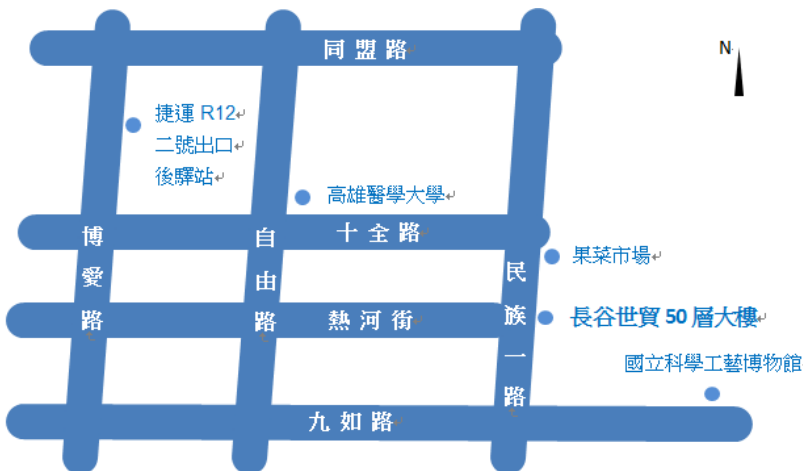 同盟路
N
捷運 R12
二號出口
後驛站
高雄醫學大學
博愛路
自由路
十全路
民族一路
果菜市場
熱河街
長谷世貿 50 層大樓
國立科學工藝博物館
九如路